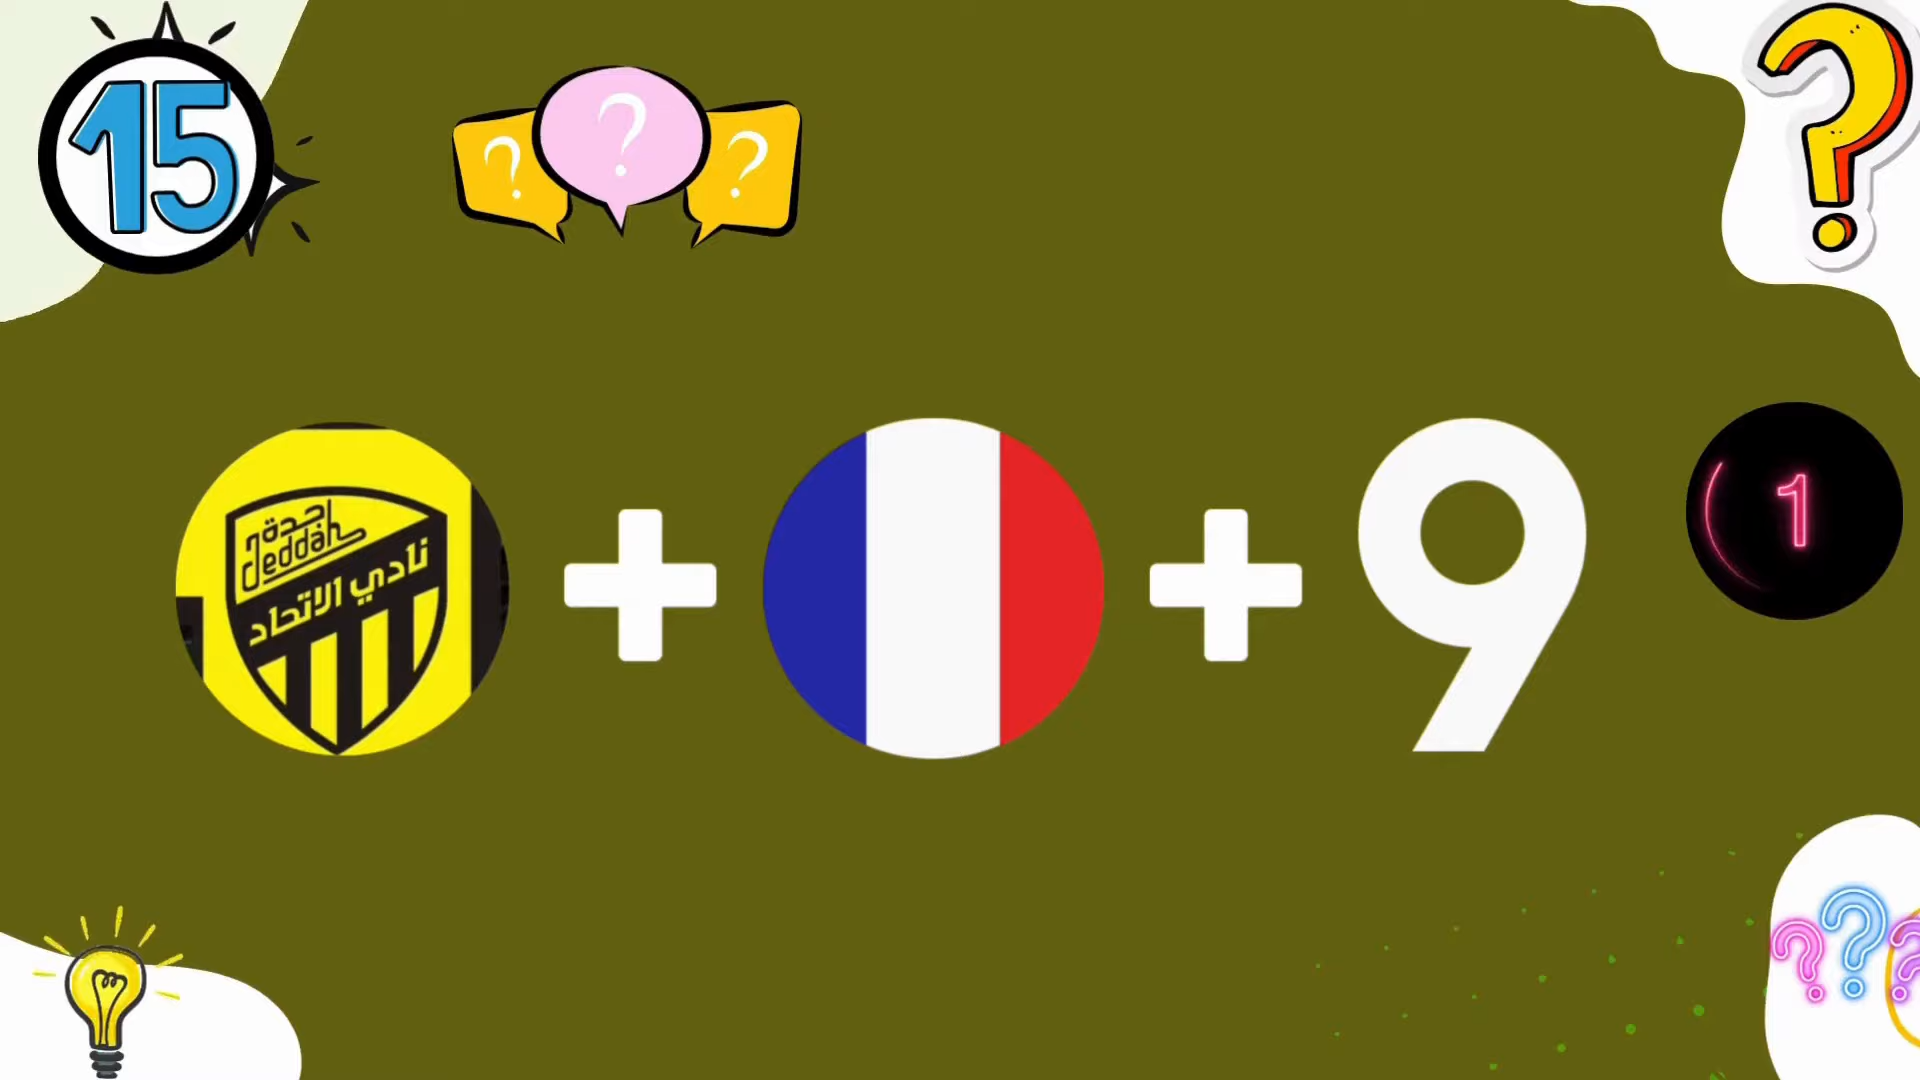 15
? ? ?
?
جدة
Jeddah
نادي الاتحاد
+ + 9
1
? ? ?